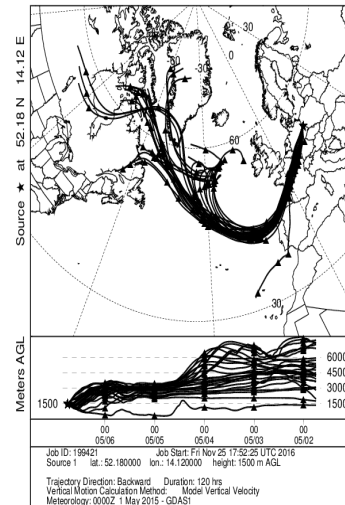 Source ★ at 52.18 N 14.12 E
30
0
-30
-30
60
30
Meters AGL
1500
6000
4500
3000
1500
00 00 00 00 00
05/06 05/05 05/04 05/03 05/02
Job ID: 199421 Job Start: Fri Nov 25 17:52:25 UTC 2016
Source 1 lat.: 52.180000 lon.: 14.120000 height: 1500 m AGL
Trajectory Direction: Backward Duration: 120 hrs
Vertical Motion Calculation Method: Model Vertical Velocity
Meteorology: 0000Z 1 May 2015 - GDAS1